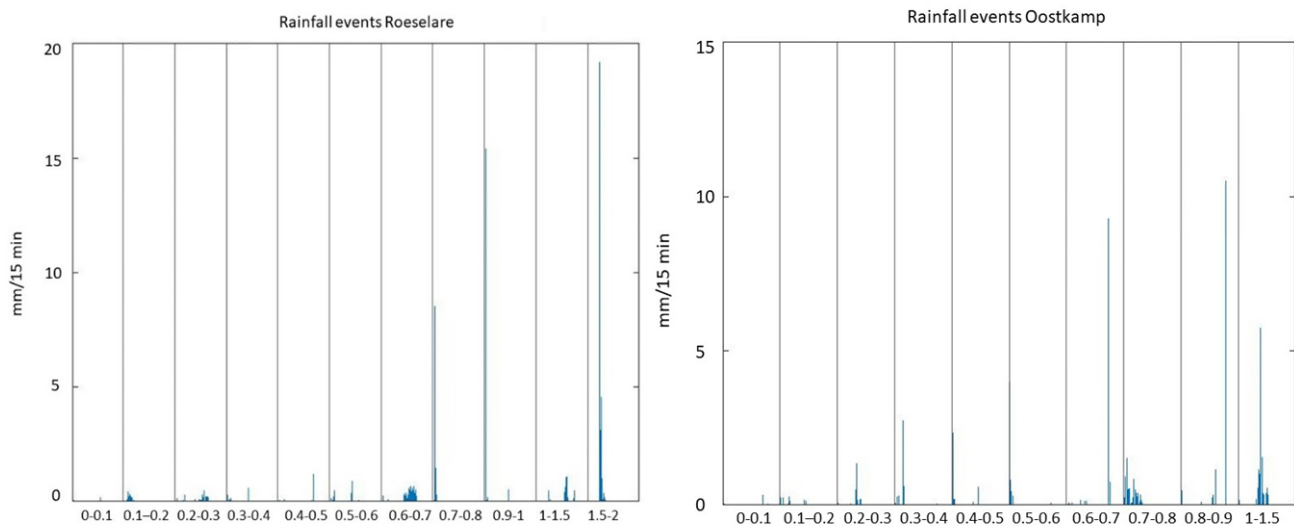 Rainfall events Roeselare
20
15
10
5
0
mm/15 min
0-0.1 0.1–0.2 0.2-0.3 0.3-0.4 0.4-0.5 0.5-0.6 0.6-0.7 0.7-0.8 0.9-1 1-1.5 1.5-2
Rainfall events Oostkamp
15
10
5
0
mm/15 min
0-0.1 0.1–0.2 0.2-0.3 0.3-0.4 0.4-0.5 0.5-0.6 0.6-0.7 0.7-0.8 0.8-0.9 1-1.5